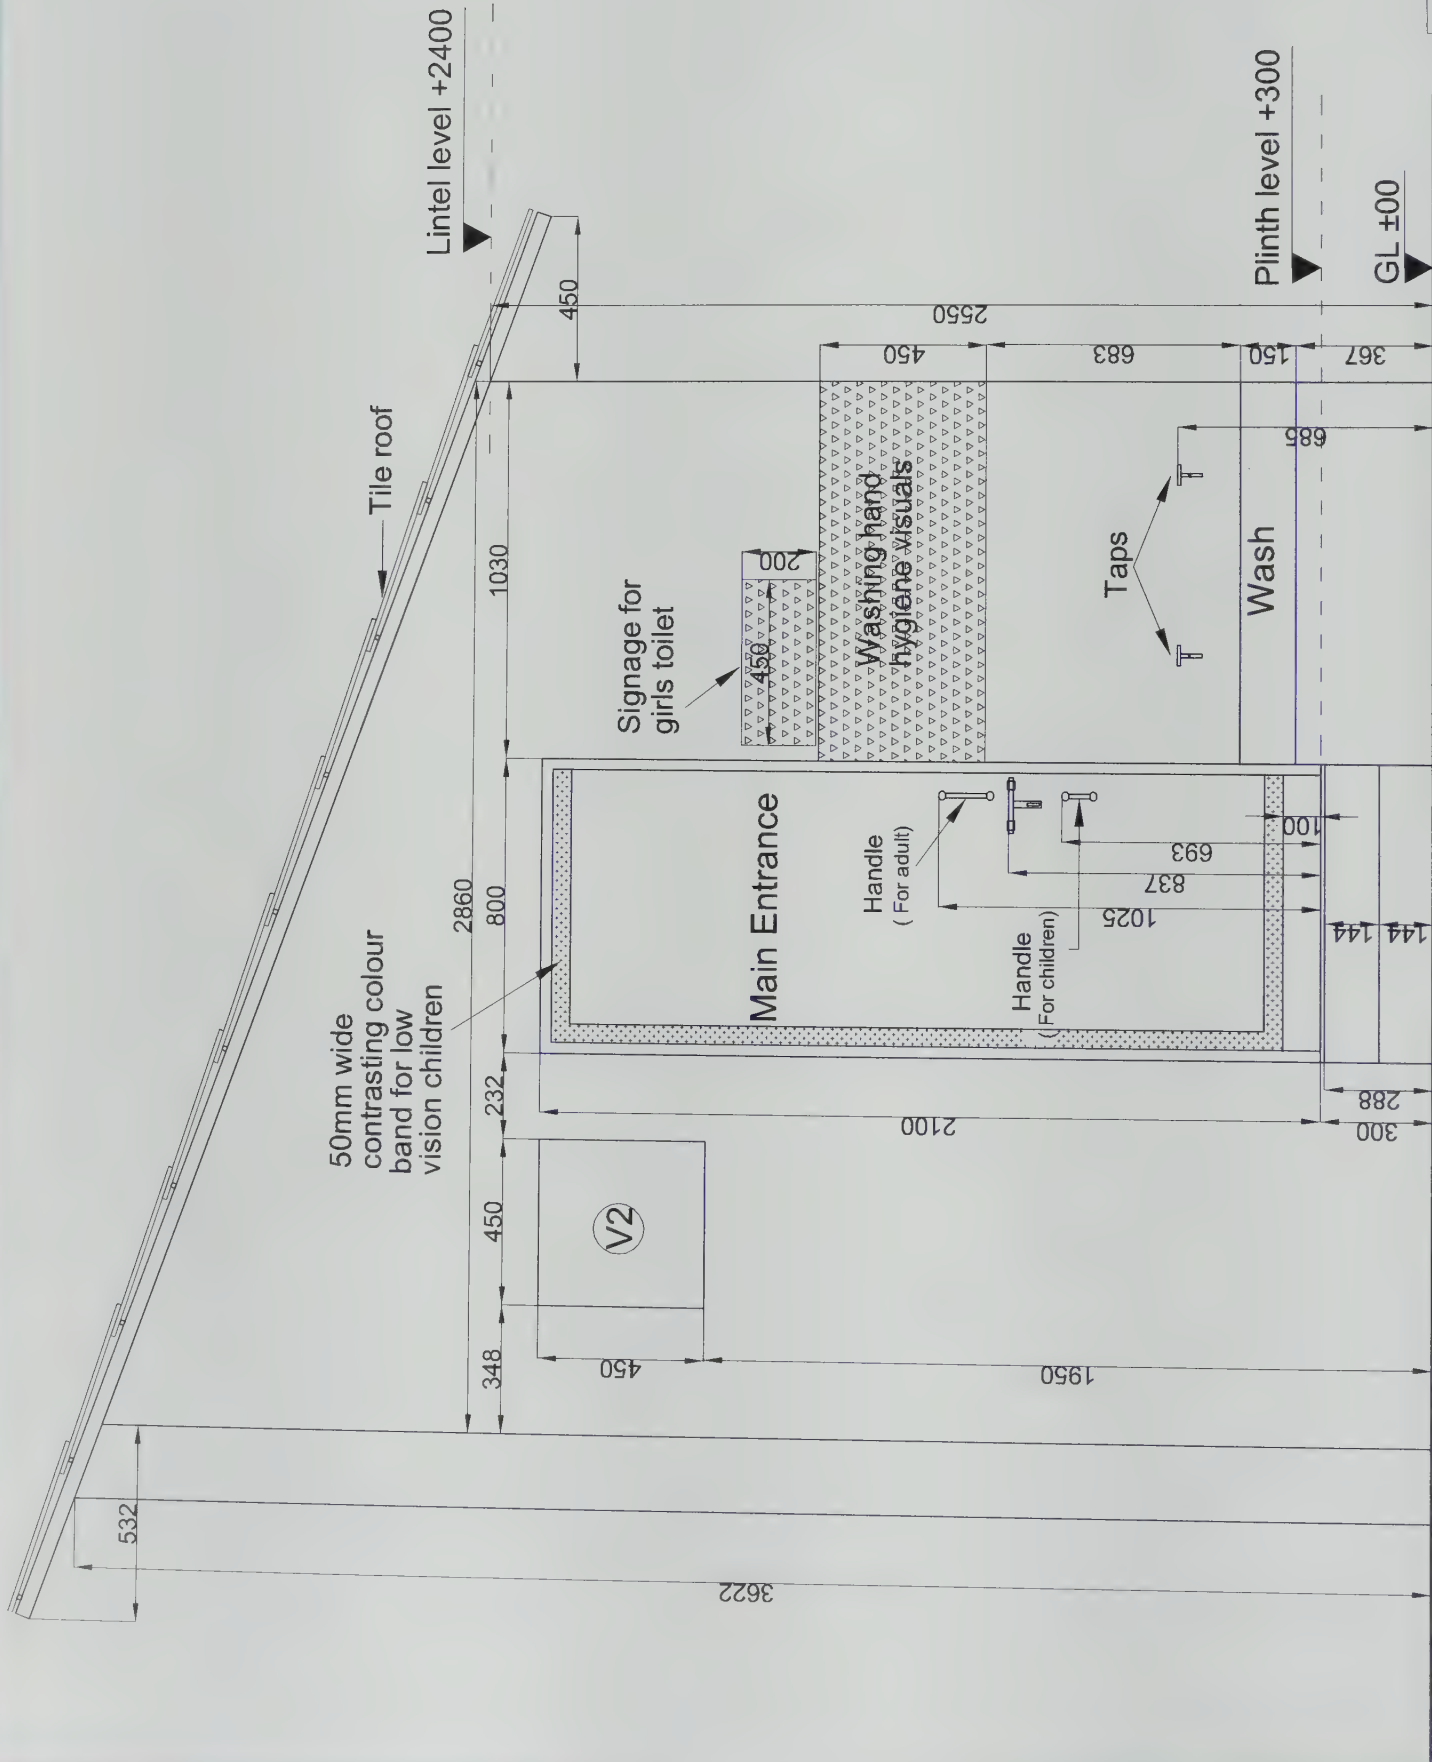 Lintel level +2400
Tile roof
50mm wide
contrasting colour
band for low
vision children
532
3622
2860
348
450
232
800
1030
450
2550
V2
450
1950
2100
Signage for
girls toilet
450
200
Washing hand
hygiene visuals
450
683
150
367
Main Entrance
Handle
( For adult)
Handle
( For children)
1025
837
693
100
Taps
685
Wash
Plinth level +300
GL ±00
144
144
288
300